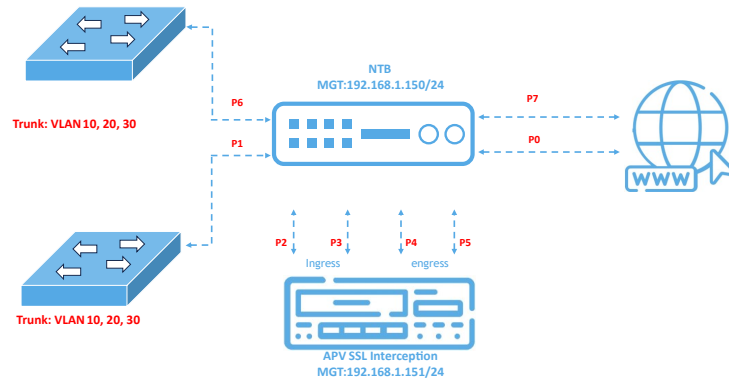 NTB
MGT:192.168.1.150/24
P6
P7
Trunk: VLAN 10, 20, 30
P1
P0
WWW
P2
P3
P4
P5
Ingress
engress
Trunk: VLAN 10, 20, 30
APV SSL Interception
MGT:192.168.1.151/24